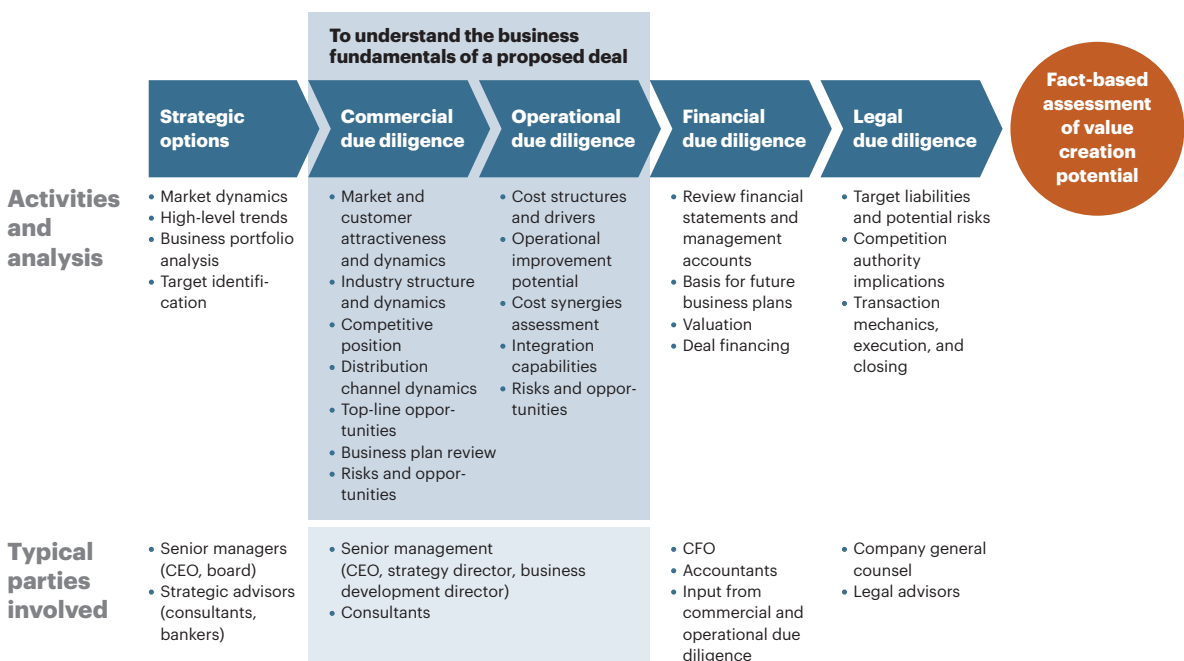 To understand the business
fundamentals of a proposed deal
Strategic
options
Commercial
due diligence
Operational
due diligence
Financial
due diligence
Legal
due diligence
Fact-based
assessment
of value
creation
potential
Activities
and
analysis
• Market dynamics
• High-level trends
• Business portfolio
analysis
• Target identifi-
cation
• Market and
customer
attractiveness
and dynamics
• Industry structure
and dynamics
• Competitive
position
• Distribution
channel dynamics
• Top-line oppor-
tunities
• Business plan review
• Risks and oppor-
tunities
• Cost structures
and drivers
• Operational
improvement
potential
• Cost synergies
assessment
• Integration
capabilities
• Risks and oppor-
tunities
• Review financial
statements and
management
accounts
• Basis for future
business plans
• Valuation
• Deal financing
• Target liabilities
and potential risks
• Competition
authority
implications
• Transaction
mechanics,
execution, and
closing
Typical
parties
involved
• Senior managers
(CEO, board)
• Strategic advisors
(consultants,
bankers)
• Senior management
(CEO, strategy director, business
development director)
• Consultants
• CFO
• Accountants
• Input from
commercial and
operational due
diligence
• Company general
counsel
• Legal advisors